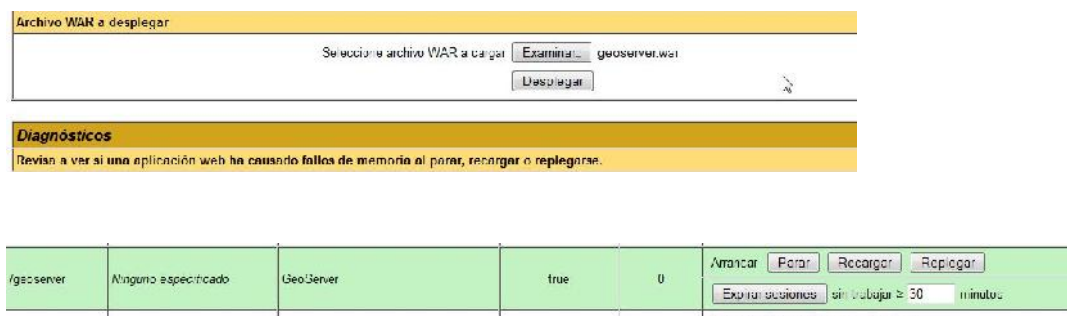 Archivo WAR a desplegar
Seleccione archivo WAR a cargar Examinar... geoserver.war
Desplegar
Diagnósticos
Revisa a ver si una aplicación web ha causado fallos de memoria al parar, recargar o replegarse.
/geoserver Ninguno especificado GeoServer true 0 Arrancar Parar Recargar Replegar
Expirar sesiones sin trabajar ≥ 30 minutos